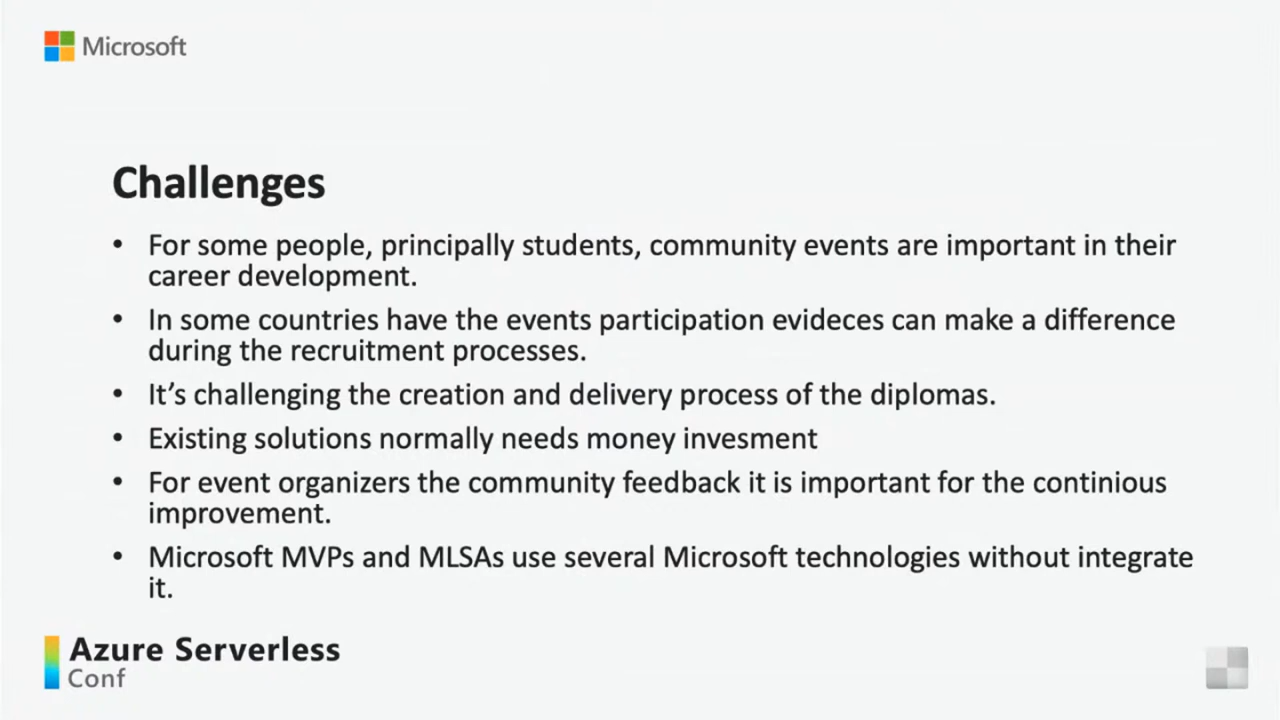 Microsoft
Challenges
• For some people, principally students, community events are important in their
career development.
• In some countries have the events participation evideces can make a difference
during the recruitment processes.
• It’s challenging the creation and delivery process of the diplomas.
• Existing solutions normally needs money invesment
• For event organizers the community feedback it is important for the continious
improvement.
• Microsoft MVPs and MLSAs use several Microsoft technologies without integrate
it.
Azure Serverless
Conf